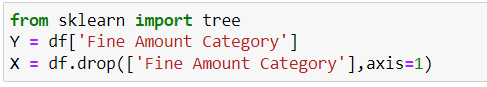 from sklearn import tree
Y = df['Fine Amount Category']
X = df.drop(['Fine Amount Category'],axis=1)